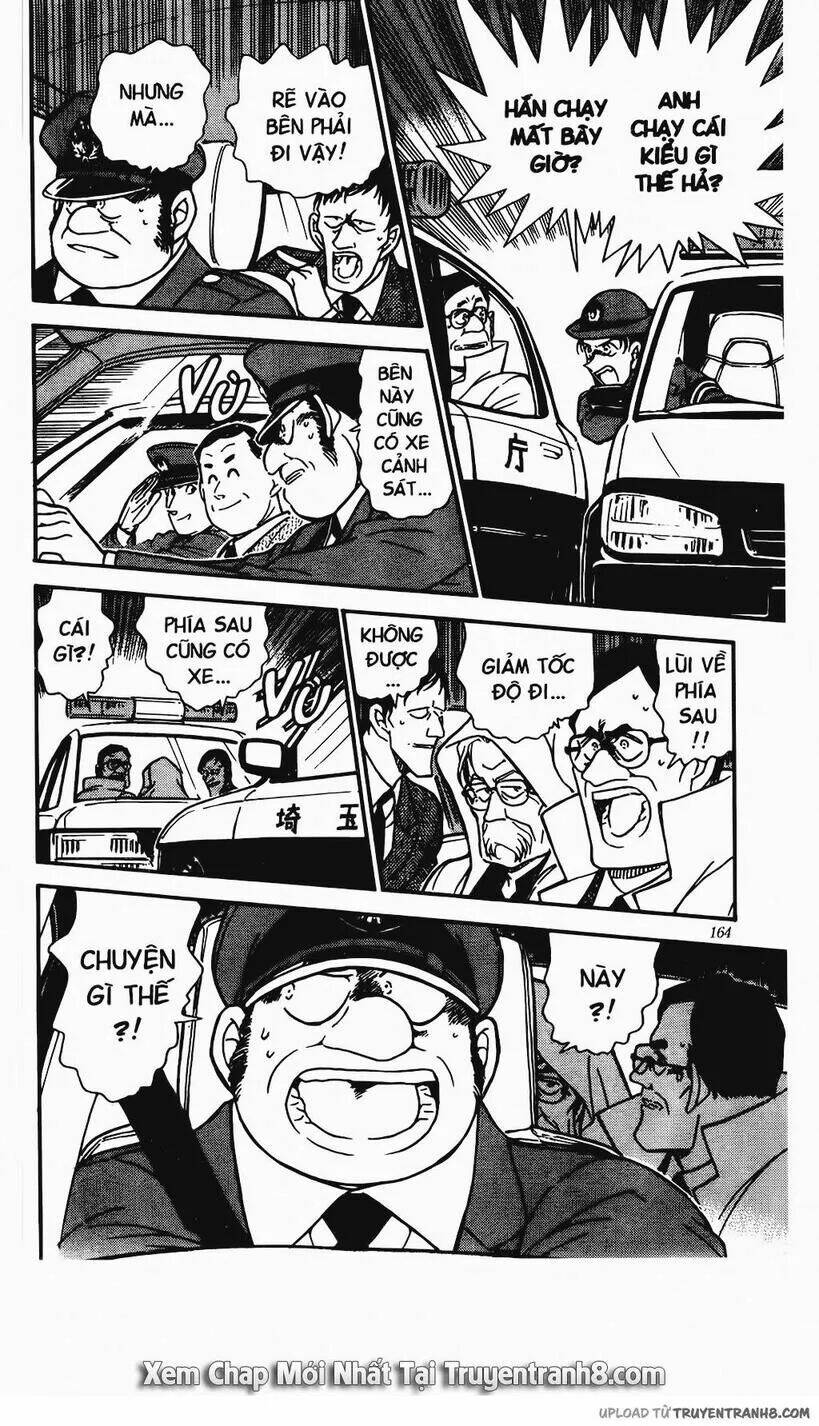 ANH
CHẠY CÁI
KIỂU GÌ
THẾ HẢ?
HẮN CHẠY
MẤT BÂY
GIỜ?
庁
RẼ VÀO
BÊN PHẢI
ĐI VẬY!
NHƯNG
MÀ...
BÊN
NÀY
CŨNG
CÓ XE
CẢNH
SÁT...
VÙ
LÙI VỀ
PHÍA
SAU
!!
GIẢM TỐC
ĐỘ ĐI...
KHÔNG
ĐƯỢC
...
PHÍA SAU
CŨNG CÓ
XE...
CÁI
GÌ?!
VÙ
埼玉
164
NÀY
?!
CHUYỆN
GÌ THẾ
?!
Xem Chap Mới Nhất Tại Truyentranh8.com
UPLOAD TỪ TRUYENTRANH8.COM